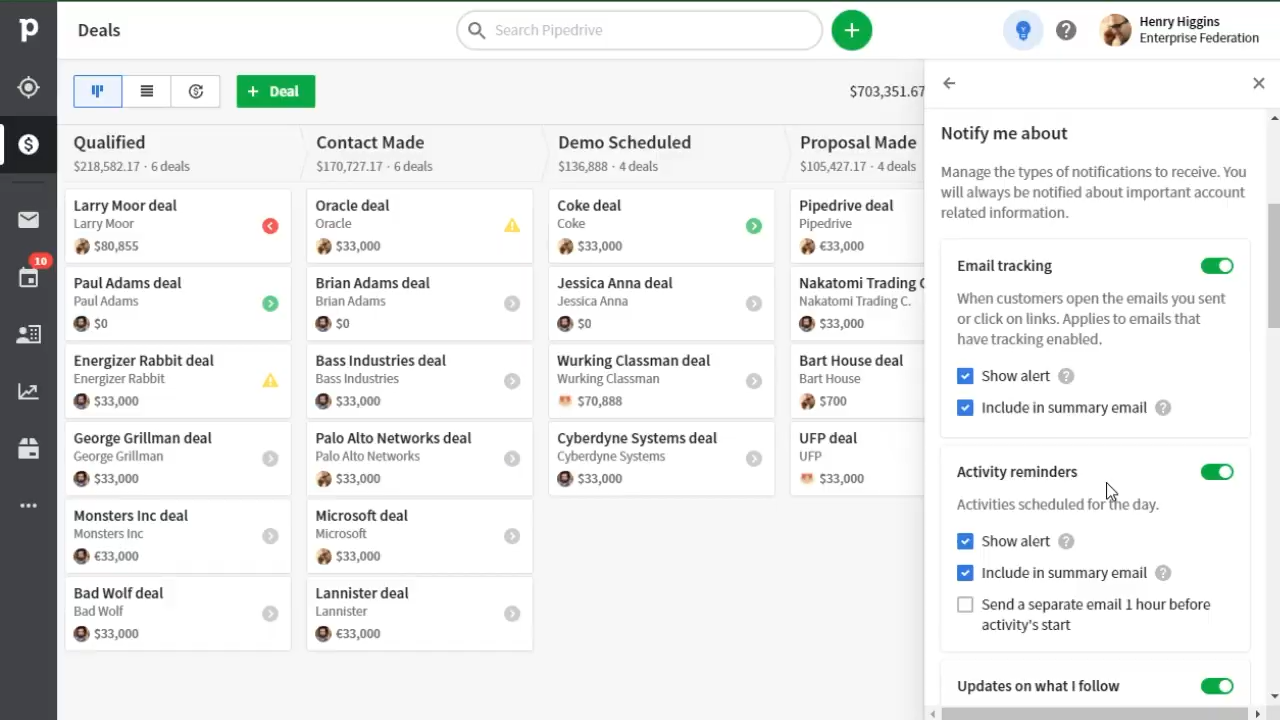 p
Deals
Search Pipedrive
Henry Higgins
Enterprise Federation
+ Deal
$703,351.67
10
Qualified
$218,582.17 · 6 deals
Larry Moor deal
Larry Moor
$80,855
Paul Adams deal
Paul Adams
$0
Energizer Rabbit deal
Energizer Rabbit
$33,000
George Grillman deal
George Grillman
$33,000
Monsters Inc deal
Monsters Inc
€33,000
Bad Wolf deal
Bad Wolf
$33,000
Contact Made
$170,727.17 · 6 deals
Oracle deal
Oracle
$33,000
Brian Adams deal
Brian Adams
$0
Bass Industries deal
Bass Industries
$33,000
Palo Alto Networks deal
Palo Alto Networks
$33,000
Microsoft deal
Microsoft
$33,000
Lannister deal
Lannister
€33,000
Demo Scheduled
$136,888 · 4 deals
Coke deal
Coke
$33,000
Jessica Anna deal
Jessica Anna
$0
Wurking Classman deal
Wurking Classman
$70,888
Cyberdyne Systems deal
Cyberdyne Systems
$33,000
Proposal Made
$105,427.17 · 4 deals
Pipedrive deal
Pipedrive
€33,000
Nakatomi Trading C
Nakatomi Trading C.
$33,000
Bart House deal
Bart House
$700
UFP deal
UFP
$33,000
Notify me about
Manage the types of notifications to receive. You
will always be notified about important account
related information.
Email tracking
When customers open the emails you sent
or click on links. Applies to emails that
have tracking enabled.
Show alert ?
Include in summary email ?
Activity reminders
Activities scheduled for the day.
Show alert ?
Include in summary email ?
Send a separate email 1 hour before
activity's start
Updates on what I follow